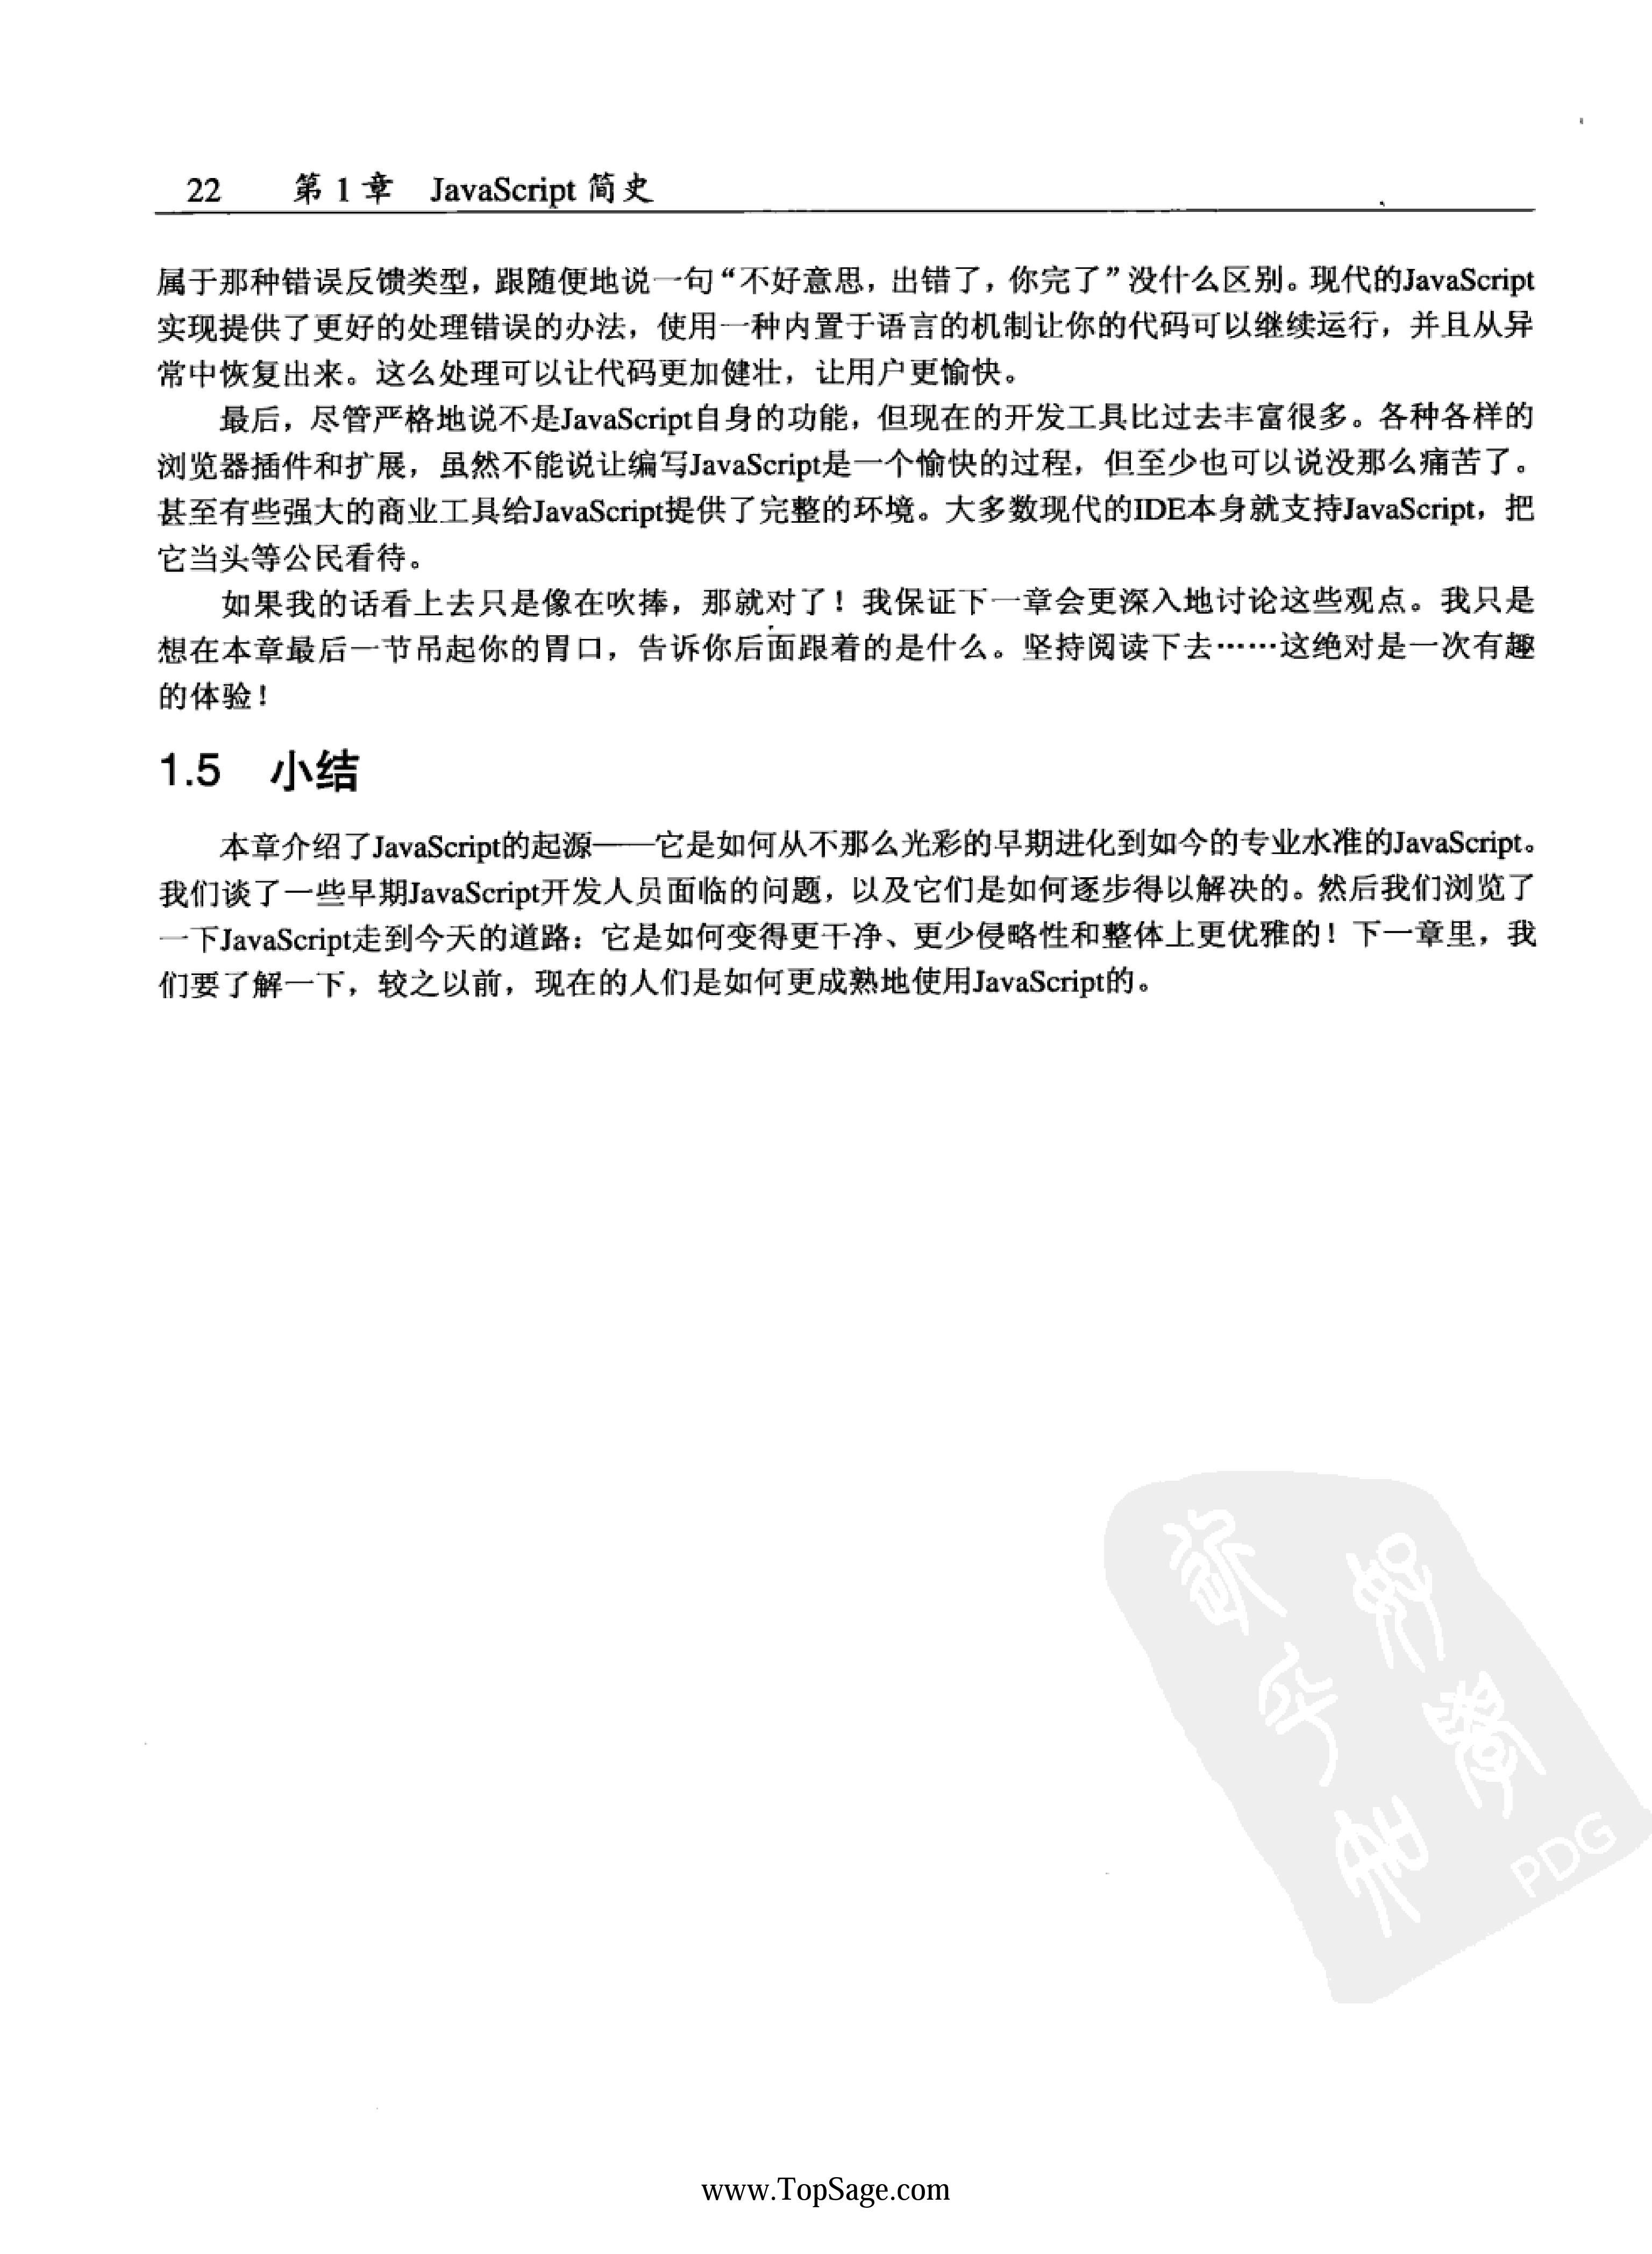 22 第 1 章 JavaScript 简史
属于那种错误反馈类型，跟随便地说一句“不好意思，出错了，你完了”没什么区别。现代的JavaScript
实现提供了更好的处理错误的办法，使用一种内置于语言的机制让你的代码可以继续运行，并且从异
常中恢复出来。这么处理可以让代码更加健壮，让用户更愉快。
最后，尽管严格地说不是JavaScript自身的功能，但现在的开发工具比过去丰富很多。各种各样的
浏览器插件和扩展，虽然不能说让编写JavaScript是一个愉快的过程，但至少也可以说没那么痛苦了。
甚至有些强大的商业工具给JavaScript提供了完整的环境。大多数现代的IDE本身就支持JavaScript，把
它当头等公民看待。
如果我的话看上去只是像在吹捧，那就对了！我保证下一章会更深入地讨论这些观点。我只是
想在本章最后一节吊起你的胃口，告诉你后面跟着的是什么。坚持阅读下去……这绝对是一次有趣
的体验！
1.5 小结
本章介绍了JavaScript的起源——它是如何从不那么光彩的早期进化到如今的专业水准的JavaScript。
我们谈了一些早期JavaScript开发人员面临的问题，以及它们是如何逐步得以解决的。然后我们浏览了
一下JavaScript走到今天的道路：它是如何变得更干净、更少侵略性和整体上更优雅的！下一章里，我
们要了解一下，较之以前，现在的人们是如何更成熟地使用JavaScript的。
PDG
www.TopSage.com